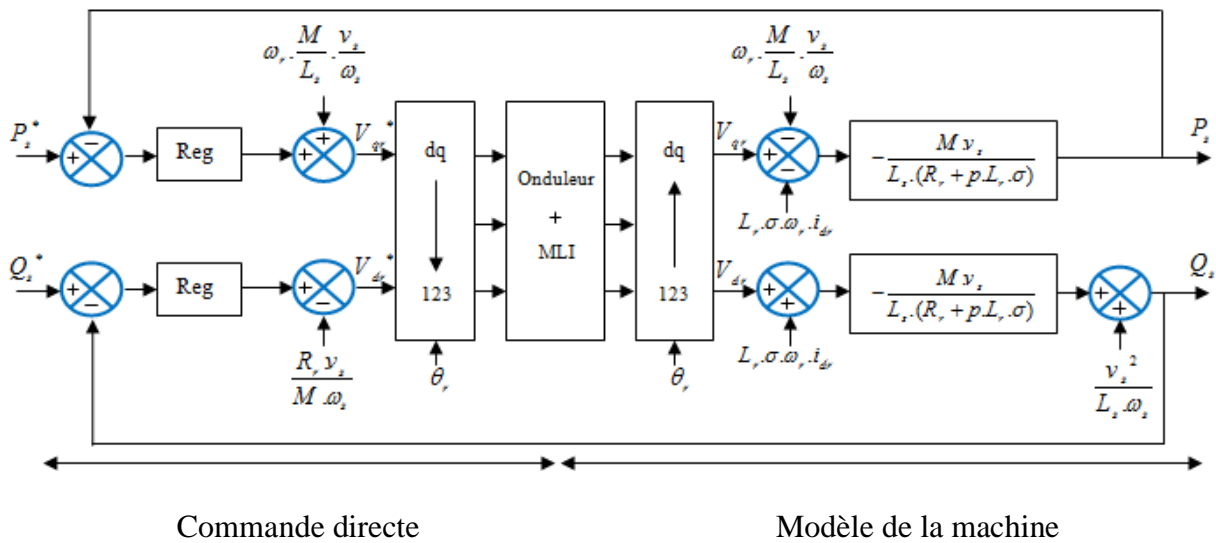 ω_r . M/L_s . v_s/ω_s
ω_r . M/L_s . v_s/ω_s
P_s*
+
−
Reg
+
+
V_qr*
dq
123
Onduleur
+
MLI
dq
123
V_qr
−
−
− M v_s / L_s.(R_r + p.L_r.σ)
P_s
L_r.σ.ω_r.i_dr
Q_s*
+
−
Reg
+
−
V_dr*
V_dr
+
+
− M v_s / L_s.(R_r + p.L_r.σ)
+
+
Q_s
R_r v_s / M.ω_s
θ_r
θ_r
L_r.σ.ω_r.i_dr
v_s² / L_s.ω_s
Commande directe
Modèle de la machine